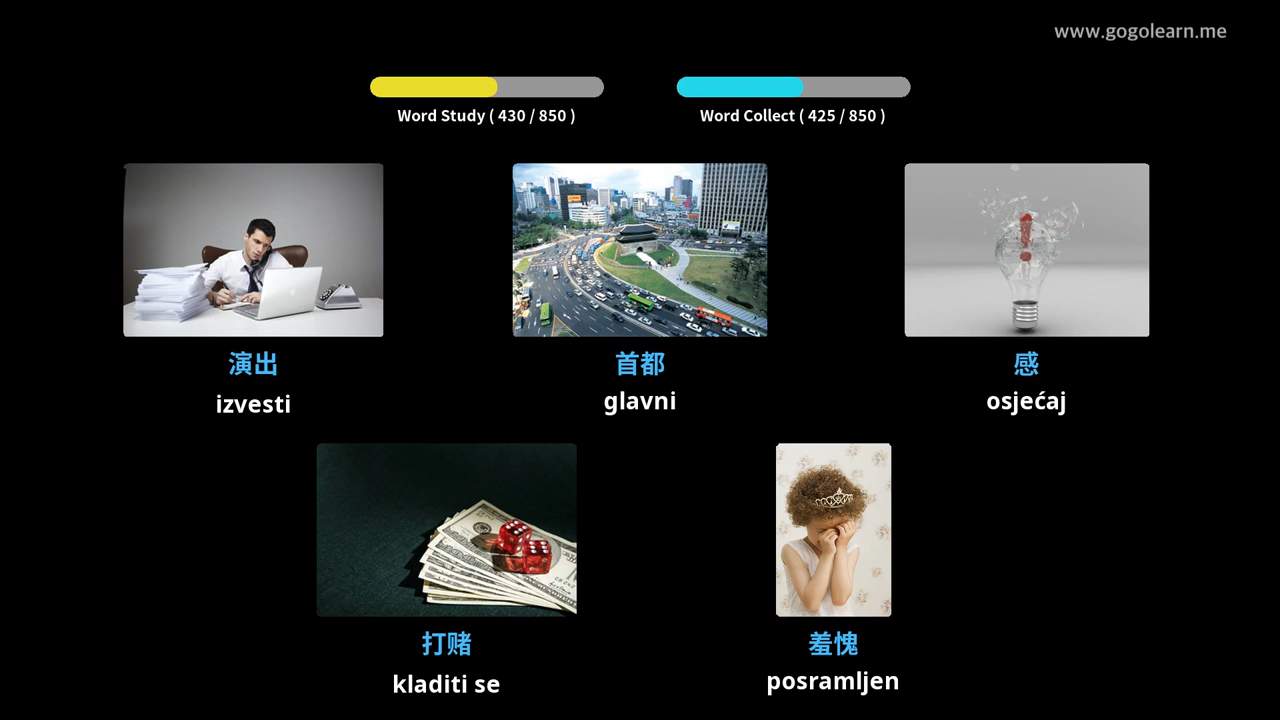 www.gogolearn.me
Word Study ( 430 / 850 )
Word Collect ( 425 / 850 )
演出
izvesti
首都
glavni
感
osjećaj
打赌
kladiti se
羞愧
posramljen